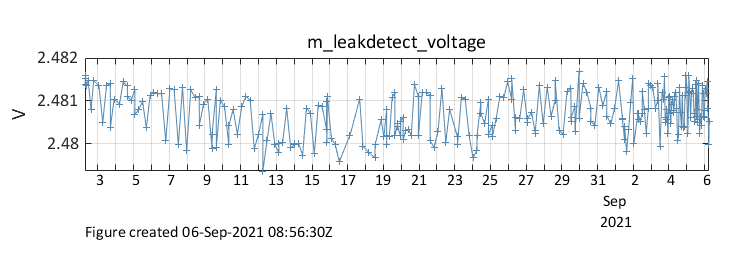 m_leakdetect_voltage
2.482
2.481
2.48
V
3 5 7 9 11 13 15 17 19 21 23 25 27 29 31 2 4 6
Sep
2021
Figure created 06-Sep-2021 08:56:30Z